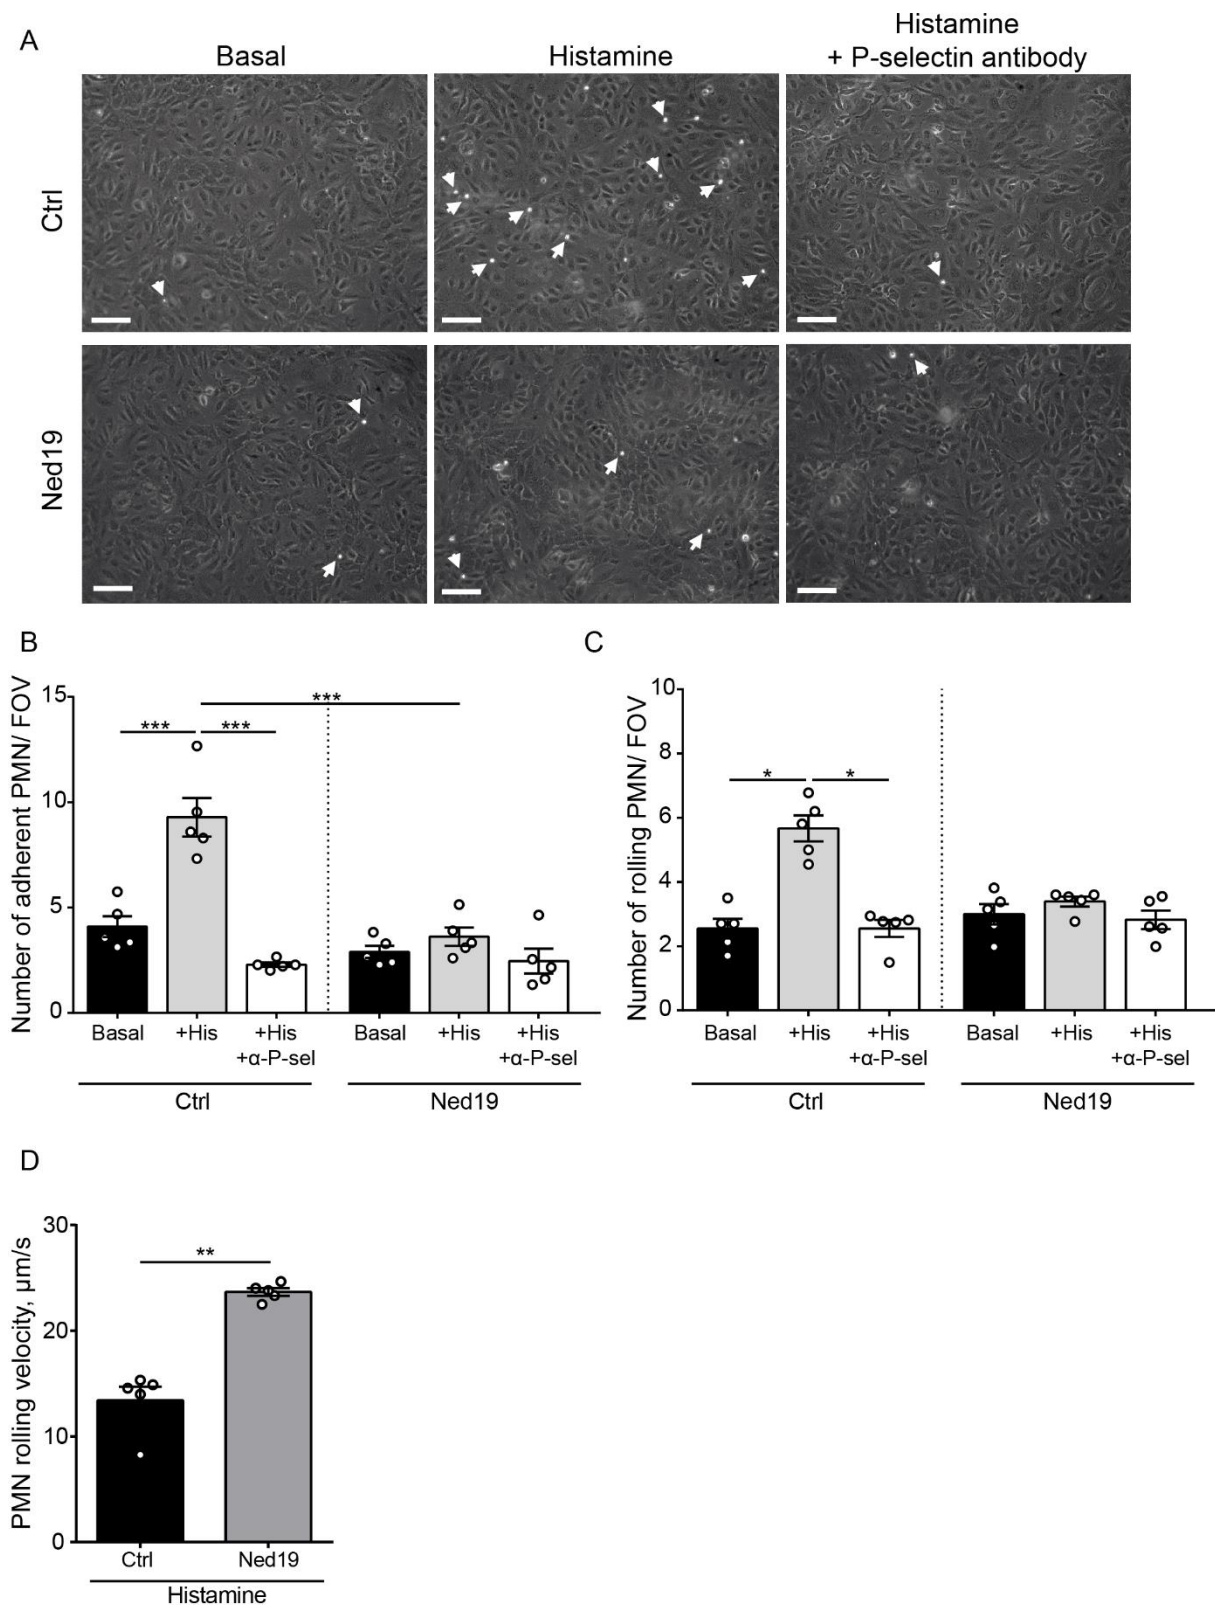 A
Basal
Histamine
Histamine
+ P-selectin antibody
Ctrl
Ned19
B
Number of adherent PMN/ FOV
15
10
5
0
***
***
***
Basal
+His
+His
+α-P-sel
Basal
+His
+His
+α-P-sel
Ctrl
Ned19
C
Number of rolling PMN/ FOV
10
8
6
4
2
0
*
*
Basal
+His
+His
+α-P-sel
Basal
+His
+His
+α-P-sel
Ctrl
Ned19
D
PMN rolling velocity, µm/s
30
20
10
0
**
Ctrl
Ned19
Histamine